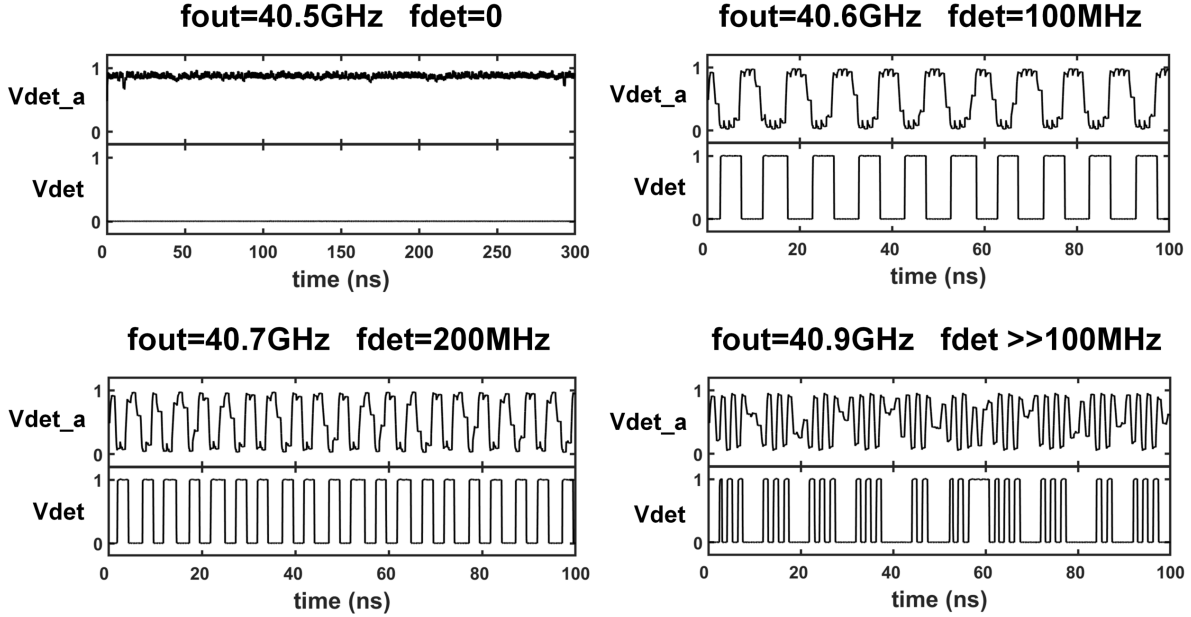 fout=40.5GHz fdet=0
1
Vdet_a
0
1
Vdet
0
0 50 100 150 200 250 300
time (ns)
fout=40.6GHz fdet=100MHz
1
Vdet_a
0
1
Vdet
0
0 20 40 60 80 100
time (ns)
fout=40.7GHz fdet=200MHz
1
Vdet_a
0
1
Vdet
0
0 20 40 60 80 100
time (ns)
fout=40.9GHz fdet >>100MHz
1
Vdet_a
0
1
Vdet
0
0 20 40 60 80 100
time (ns)